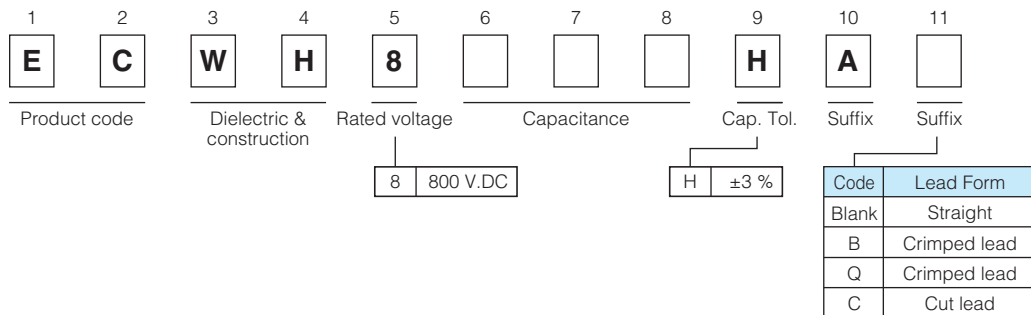 1 2 3 4 5 6 7 8 9 10 11
E C W H 8 H A
Product code Dielectric & construction Rated voltage Capacitance Cap. Tol. Suffix Suffix
8 800 V.DC
H ±3 %
Code Lead Form
Blank Straight
B Crimped lead
Q Crimped lead
C Cut lead